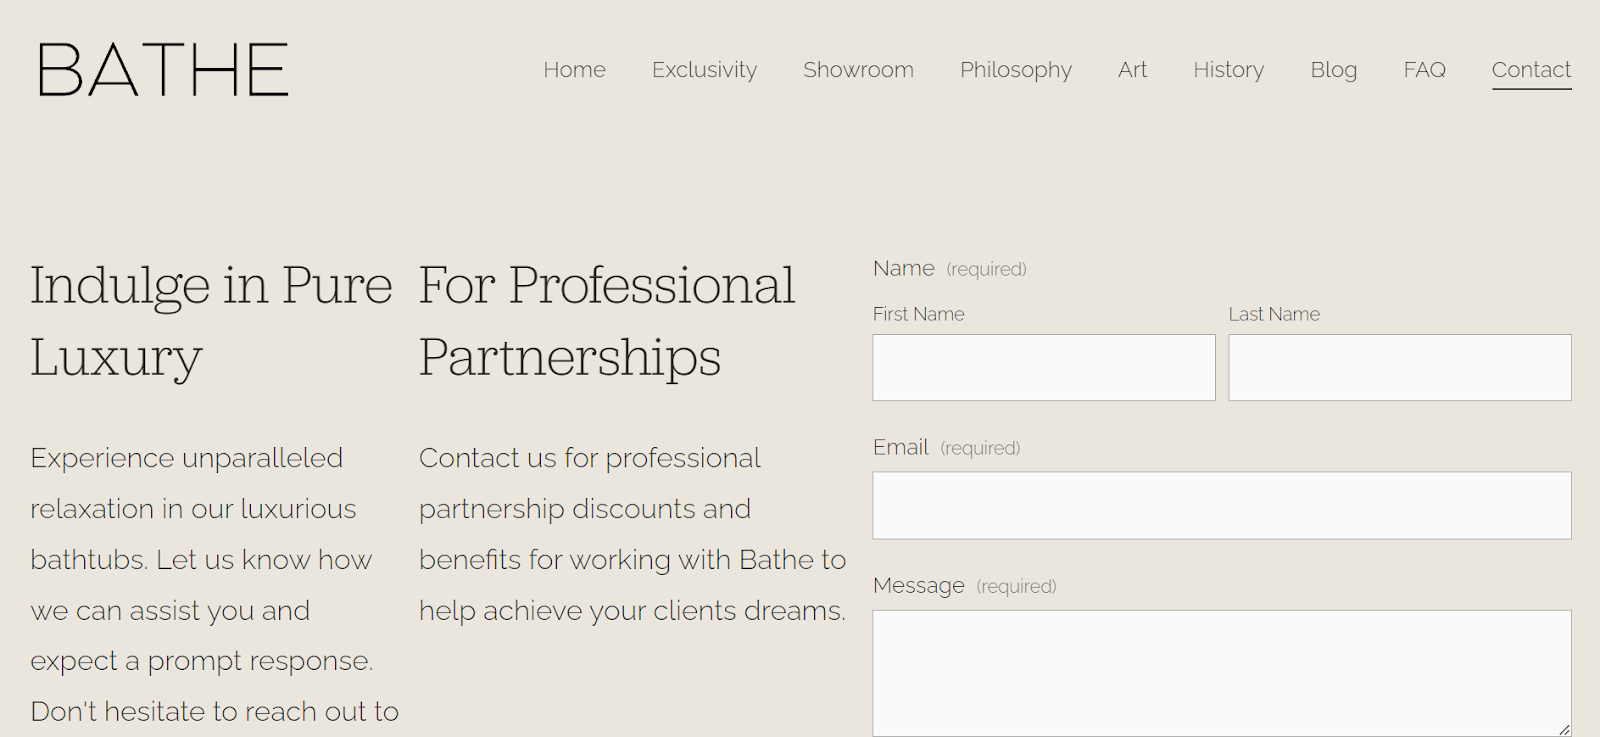 BATHE
Home Exclusivity Showroom Philosophy Art History Blog FAQ Contact
Indulge in Pure
Luxury
Experience unparalleled
relaxation in our luxurious
bathtubs. Let us know how
we can assist you and
expect a prompt response.
Don't hesitate to reach out to
For Professional
Partnerships
Contact us for professional
partnership discounts and
benefits for working with Bathe to
help achieve your clients dreams.
Name (required)
First Name Last Name
Email (required)
Message (required)